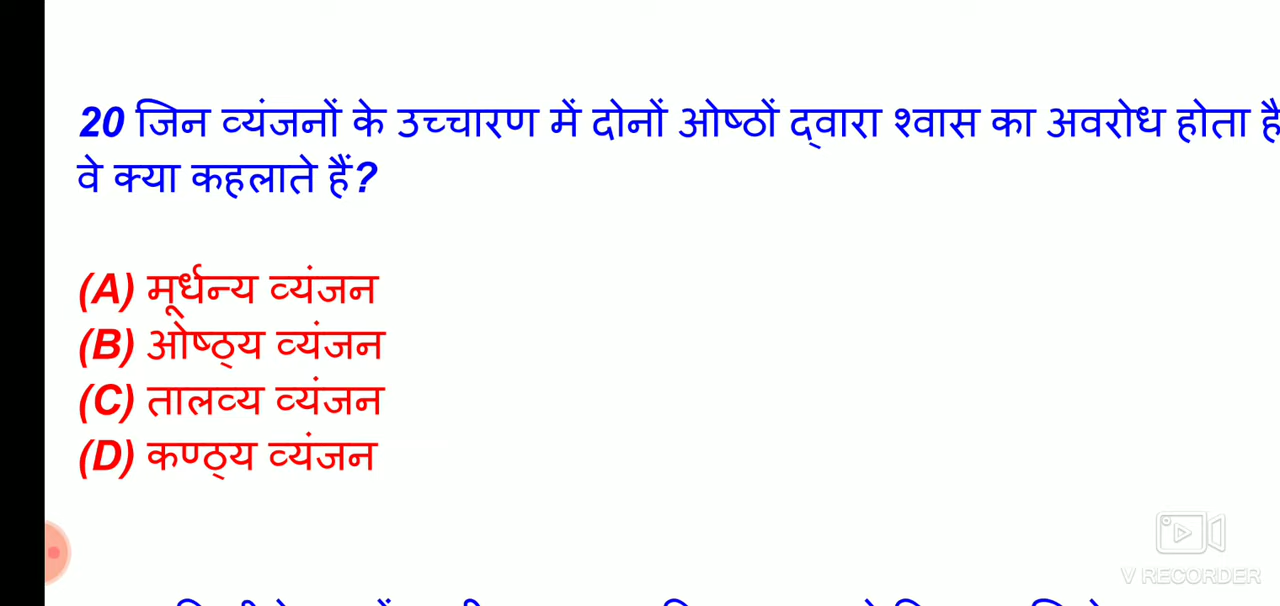 20 जिन व्यंजनों के उच्चारण में दोनों ओष्ठों द्वारा श्वास का अवरोध होता है
वे क्या कहलाते हैं?
(A) मूर्धन्य व्यंजन
(B) ओष्ठ्य व्यंजन
(C) तालव्य व्यंजन
(D) कण्ठ्य व्यंजन
V RECORDER